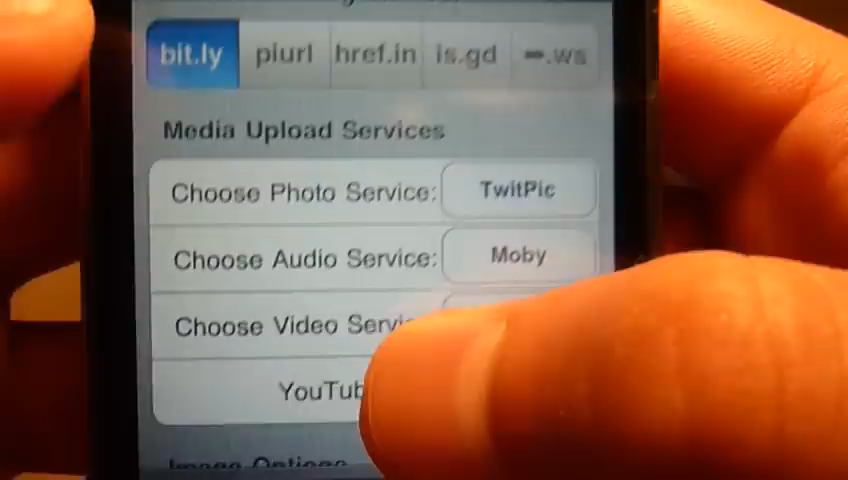 bit.ly piurl href.in is.gd ➨.ws
Media Upload Services
Choose Photo Service: TwitPic
Choose Audio Service: Moby
Choose Video Servi
YouTub
Image Options